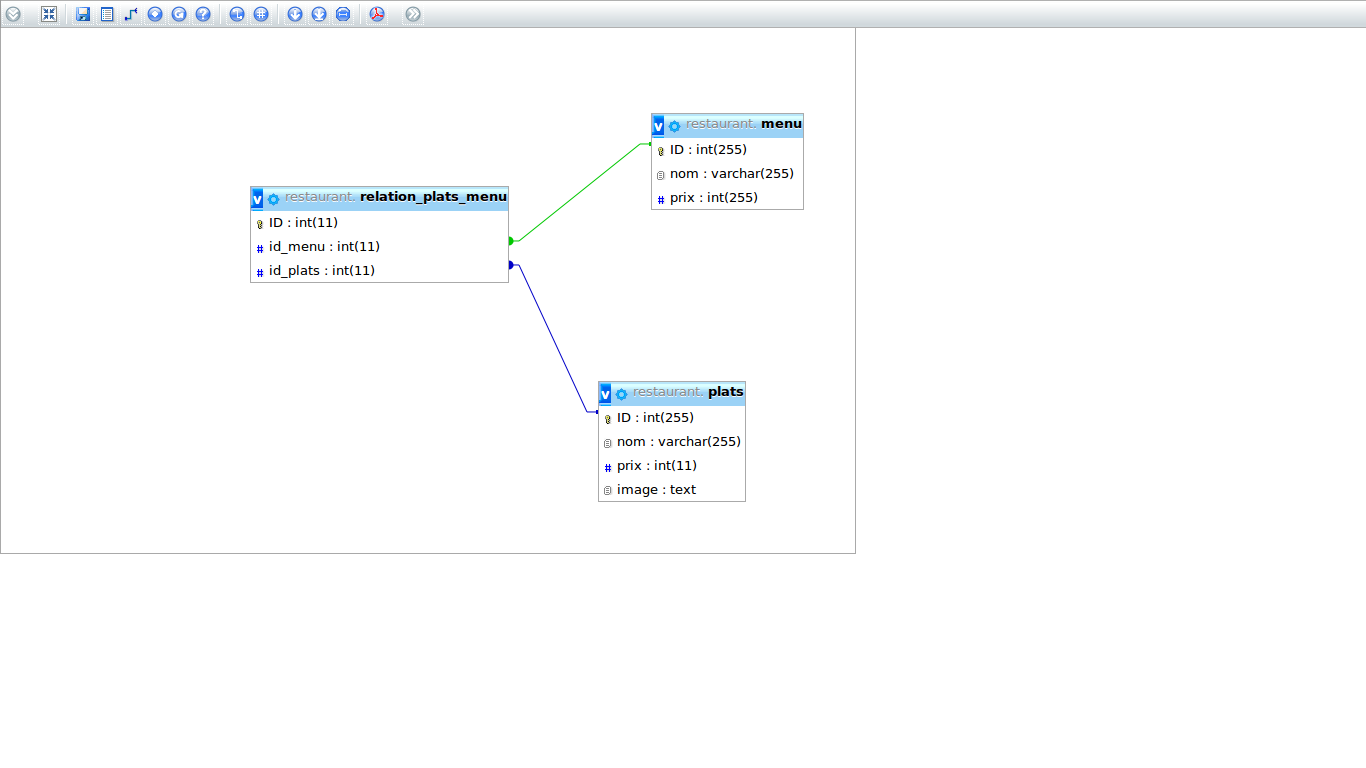 restaurant. menu
ID : int(255)
nom : varchar(255)
prix : int(255)
restaurant. relation_plats_menu
ID : int(11)
id_menu : int(11)
id_plats : int(11)
restaurant. plats
ID : int(255)
nom : varchar(255)
prix : int(11)
image : text